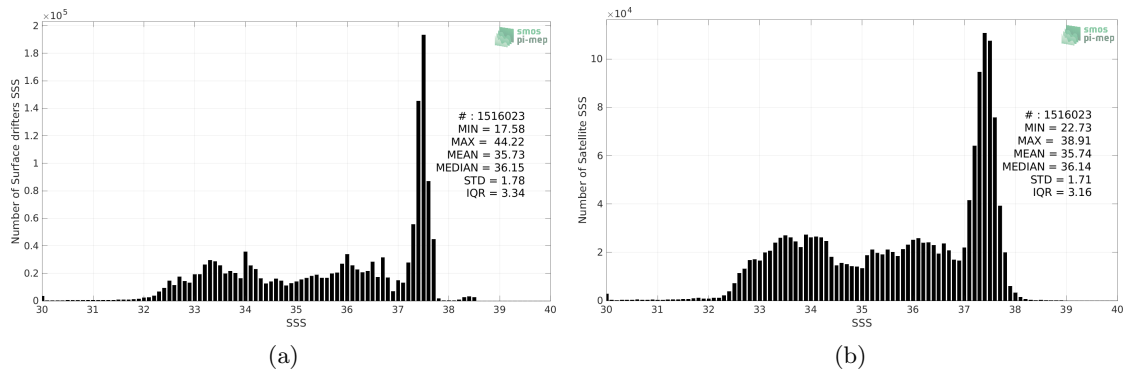 ×10⁵
smos
pi-mep
2
1.8
1.6
1.4
1.2
1
0.8
0.6
0.4
0.2
0
Number of Surface drifters SSS
# : 1516023
MIN = 17.58
MAX = 44.22
MEAN = 35.73
MEDIAN = 36.15
STD = 1.78
IQR = 3.34
30 31 32 33 34 35 36 37 38 39 40
SSS
(a)
×10⁴
smos
pi-mep
10
8
6
4
2
0
Number of Satellite SSS
# : 1516023
MIN = 22.73
MAX = 38.91
MEAN = 35.74
MEDIAN = 36.14
STD = 1.71
IQR = 3.16
30 31 32 33 34 35 36 37 38 39 40
SSS
(b)